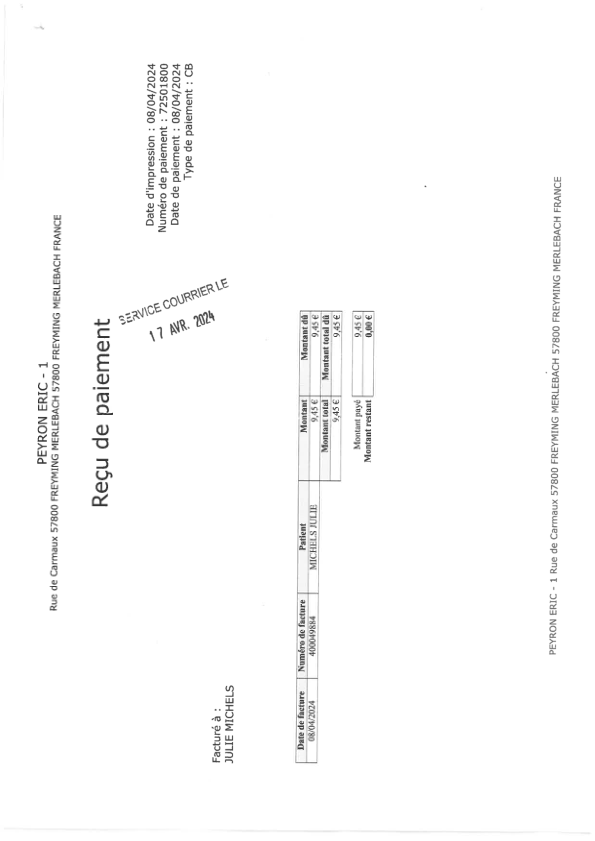 PEYRON ERIC - 1
Rue de Carmaux 57800 FREYMING MERLEBACH 57800 FREYMING MERLEBACH FRANCE
Reçu de paiement
Date d'impression : 08/04/2024
Numéro de paiement : 72501800
Date de paiement : 08/04/2024
Type de paiement : CB
SERVICE COURRIER LE
17 AVR. 2024
Facturé à :
JULIE MICHELS
Date de facture Numéro de facture Patient Montant Montant dû
08/04/2024 400049884 MICHELS JULIE 9,45 € 9,45 €
Montant total Montant total dû
9,45 € 9,45 €
Montant payé 9,45 €
Montant restant 0,00 €
PEYRON ERIC - 1 Rue de Carmaux 57800 FREYMING MERLEBACH 57800 FREYMING MERLEBACH FRANCE